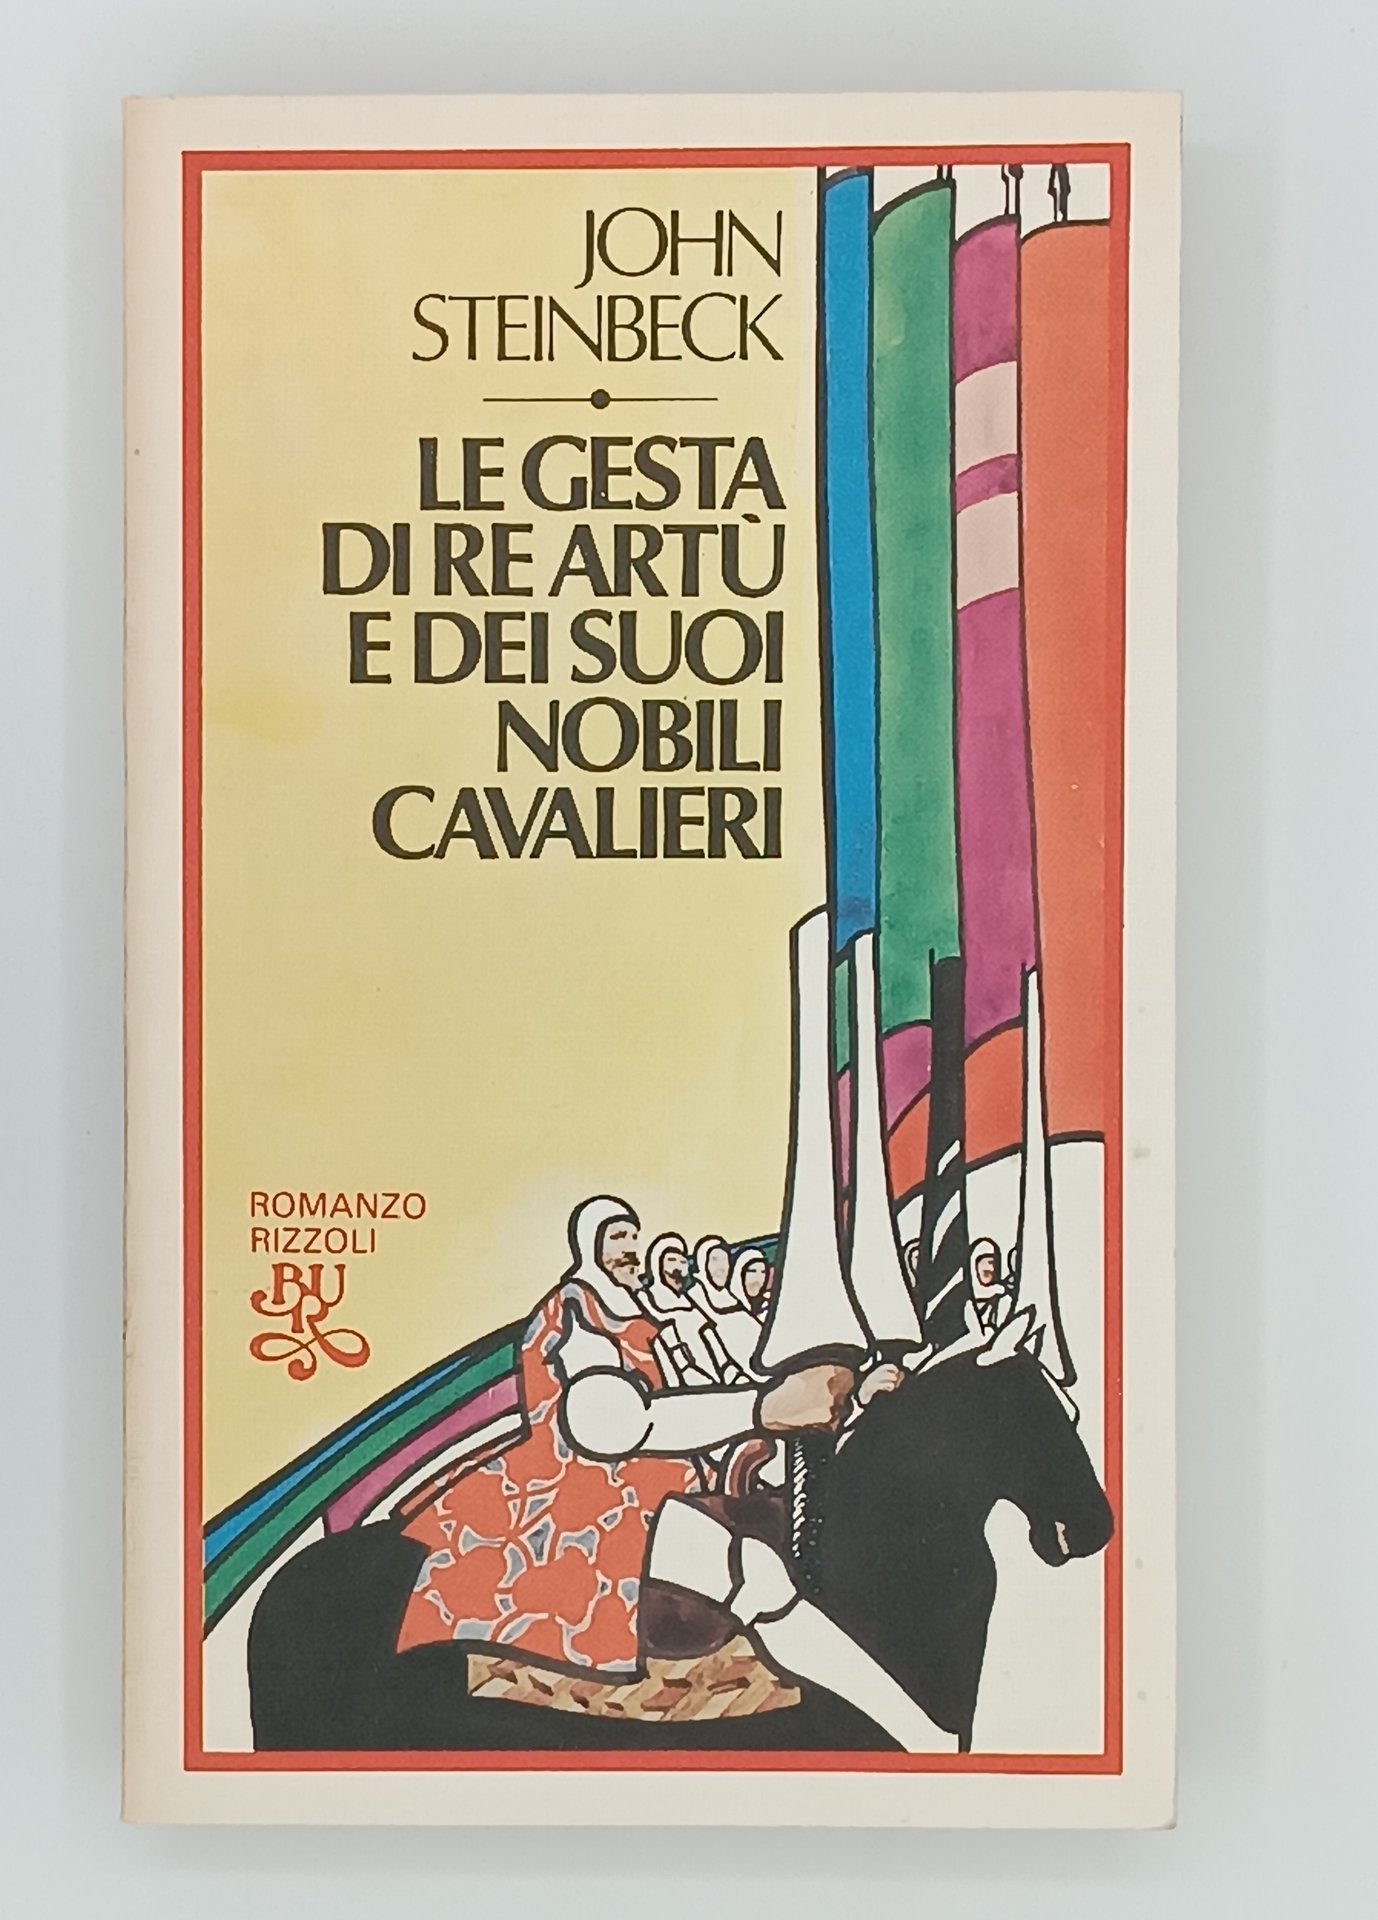 JOHN
STEINBECK
LE GESTA
DI RE ARTÙ
E DEI SUOI
NOBILI
CAVALIERI
ROMANZO
RIZZOLI
BUR